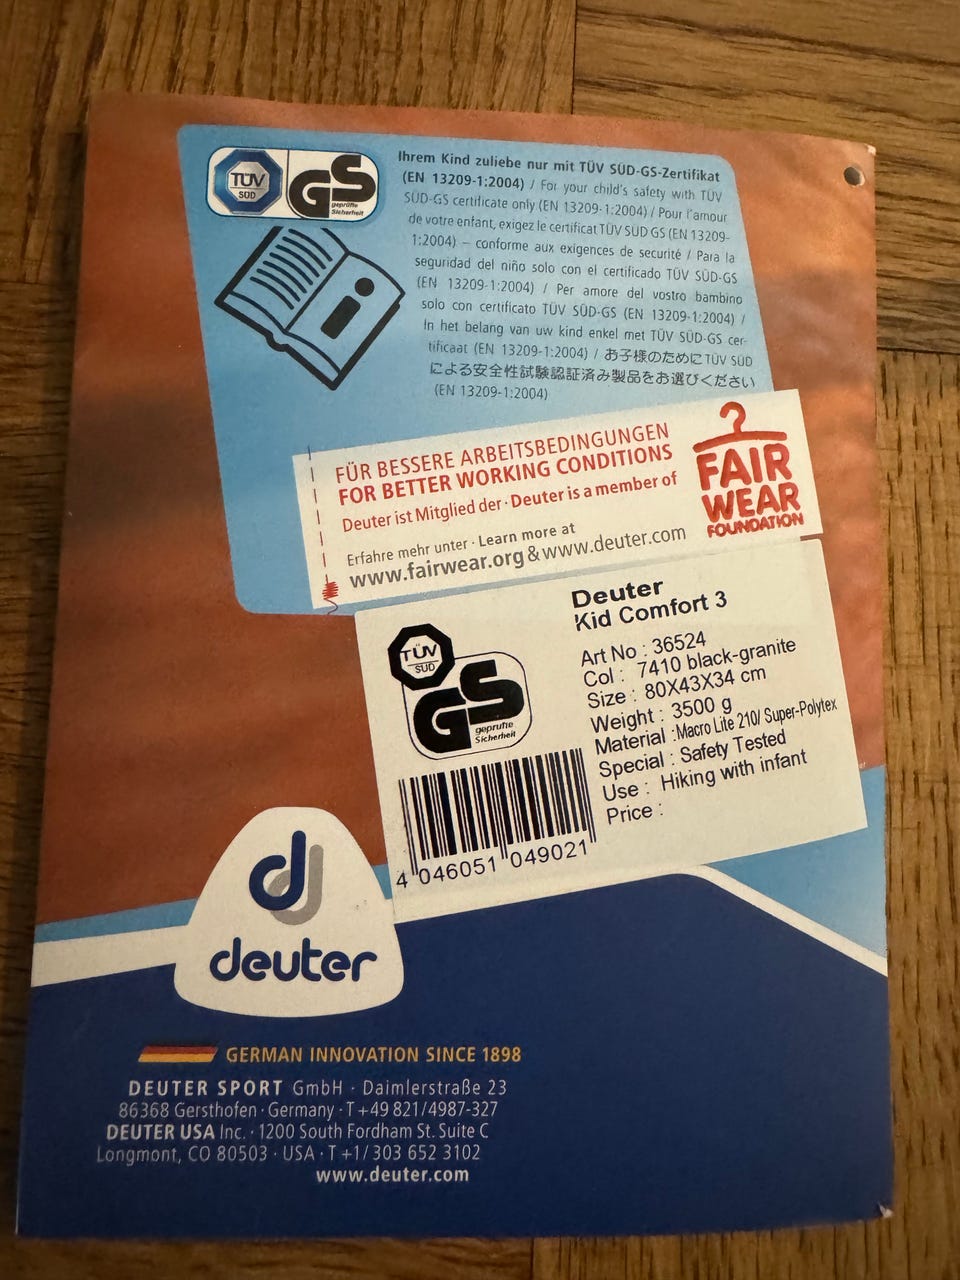 TÜV
SÜD
GS
geprüfte
Sicherheit
Ihrem Kind zuliebe nur mit TÜV SÜD-GS-Zertifikat
(EN 13209-1:2004) / For your child's safety with TÜV
SÜD-GS certificate only (EN 13209-1:2004) / Pour l'amour
de votre enfant, exigez le certificat TÜV SÜD GS (EN 13209-
1:2004) – conforme aux exigences de securité / Para la
seguridad del niño solo con el certificado TÜV SÜD-GS
(EN 13209-1:2004) / Per amore del vostro bambino
solo con certificato TÜV SÜD-GS (EN 13209-1:2004) /
In het belang van uw kind enkel met TÜV SÜD-GS cer-
tificaat (EN 13209-1:2004) / お子様のために TÜV SÜD
による安全性試験認証済み製品をお選びください
(EN 13209-1:2004)
FÜR BESSERE ARBEITSBEDINGUNGEN
FOR BETTER WORKING CONDITIONS
Deuter ist Mitglied der · Deuter is a member of
Erfahre mehr unter · Learn more at
www.fairwear.org & www.deuter.com
FAIR
WEAR
FOUNDATION
Deuter
Kid Comfort 3
TÜV
SÜD
GS
geprüfte
Sicherheit
Art No : 36524
Col : 7410 black-granite
Size : 80X43X34 cm
Weight : 3500 g
Material :Macro Lite 210/ Super-Polytex
Special : Safety Tested
Use : Hiking with infant
Price :
4 046051 049021
deuter
GERMAN INNOVATION SINCE 1898
DEUTER SPORT GmbH · Daimlerstraße 23
86368 Gersthofen · Germany · T +49 821/4987-327
DEUTER USA Inc. · 1200 South Fordham St. Suite C
Longmont, CO 80503 · USA · T +1/ 303 652 3102
www.deuter.com